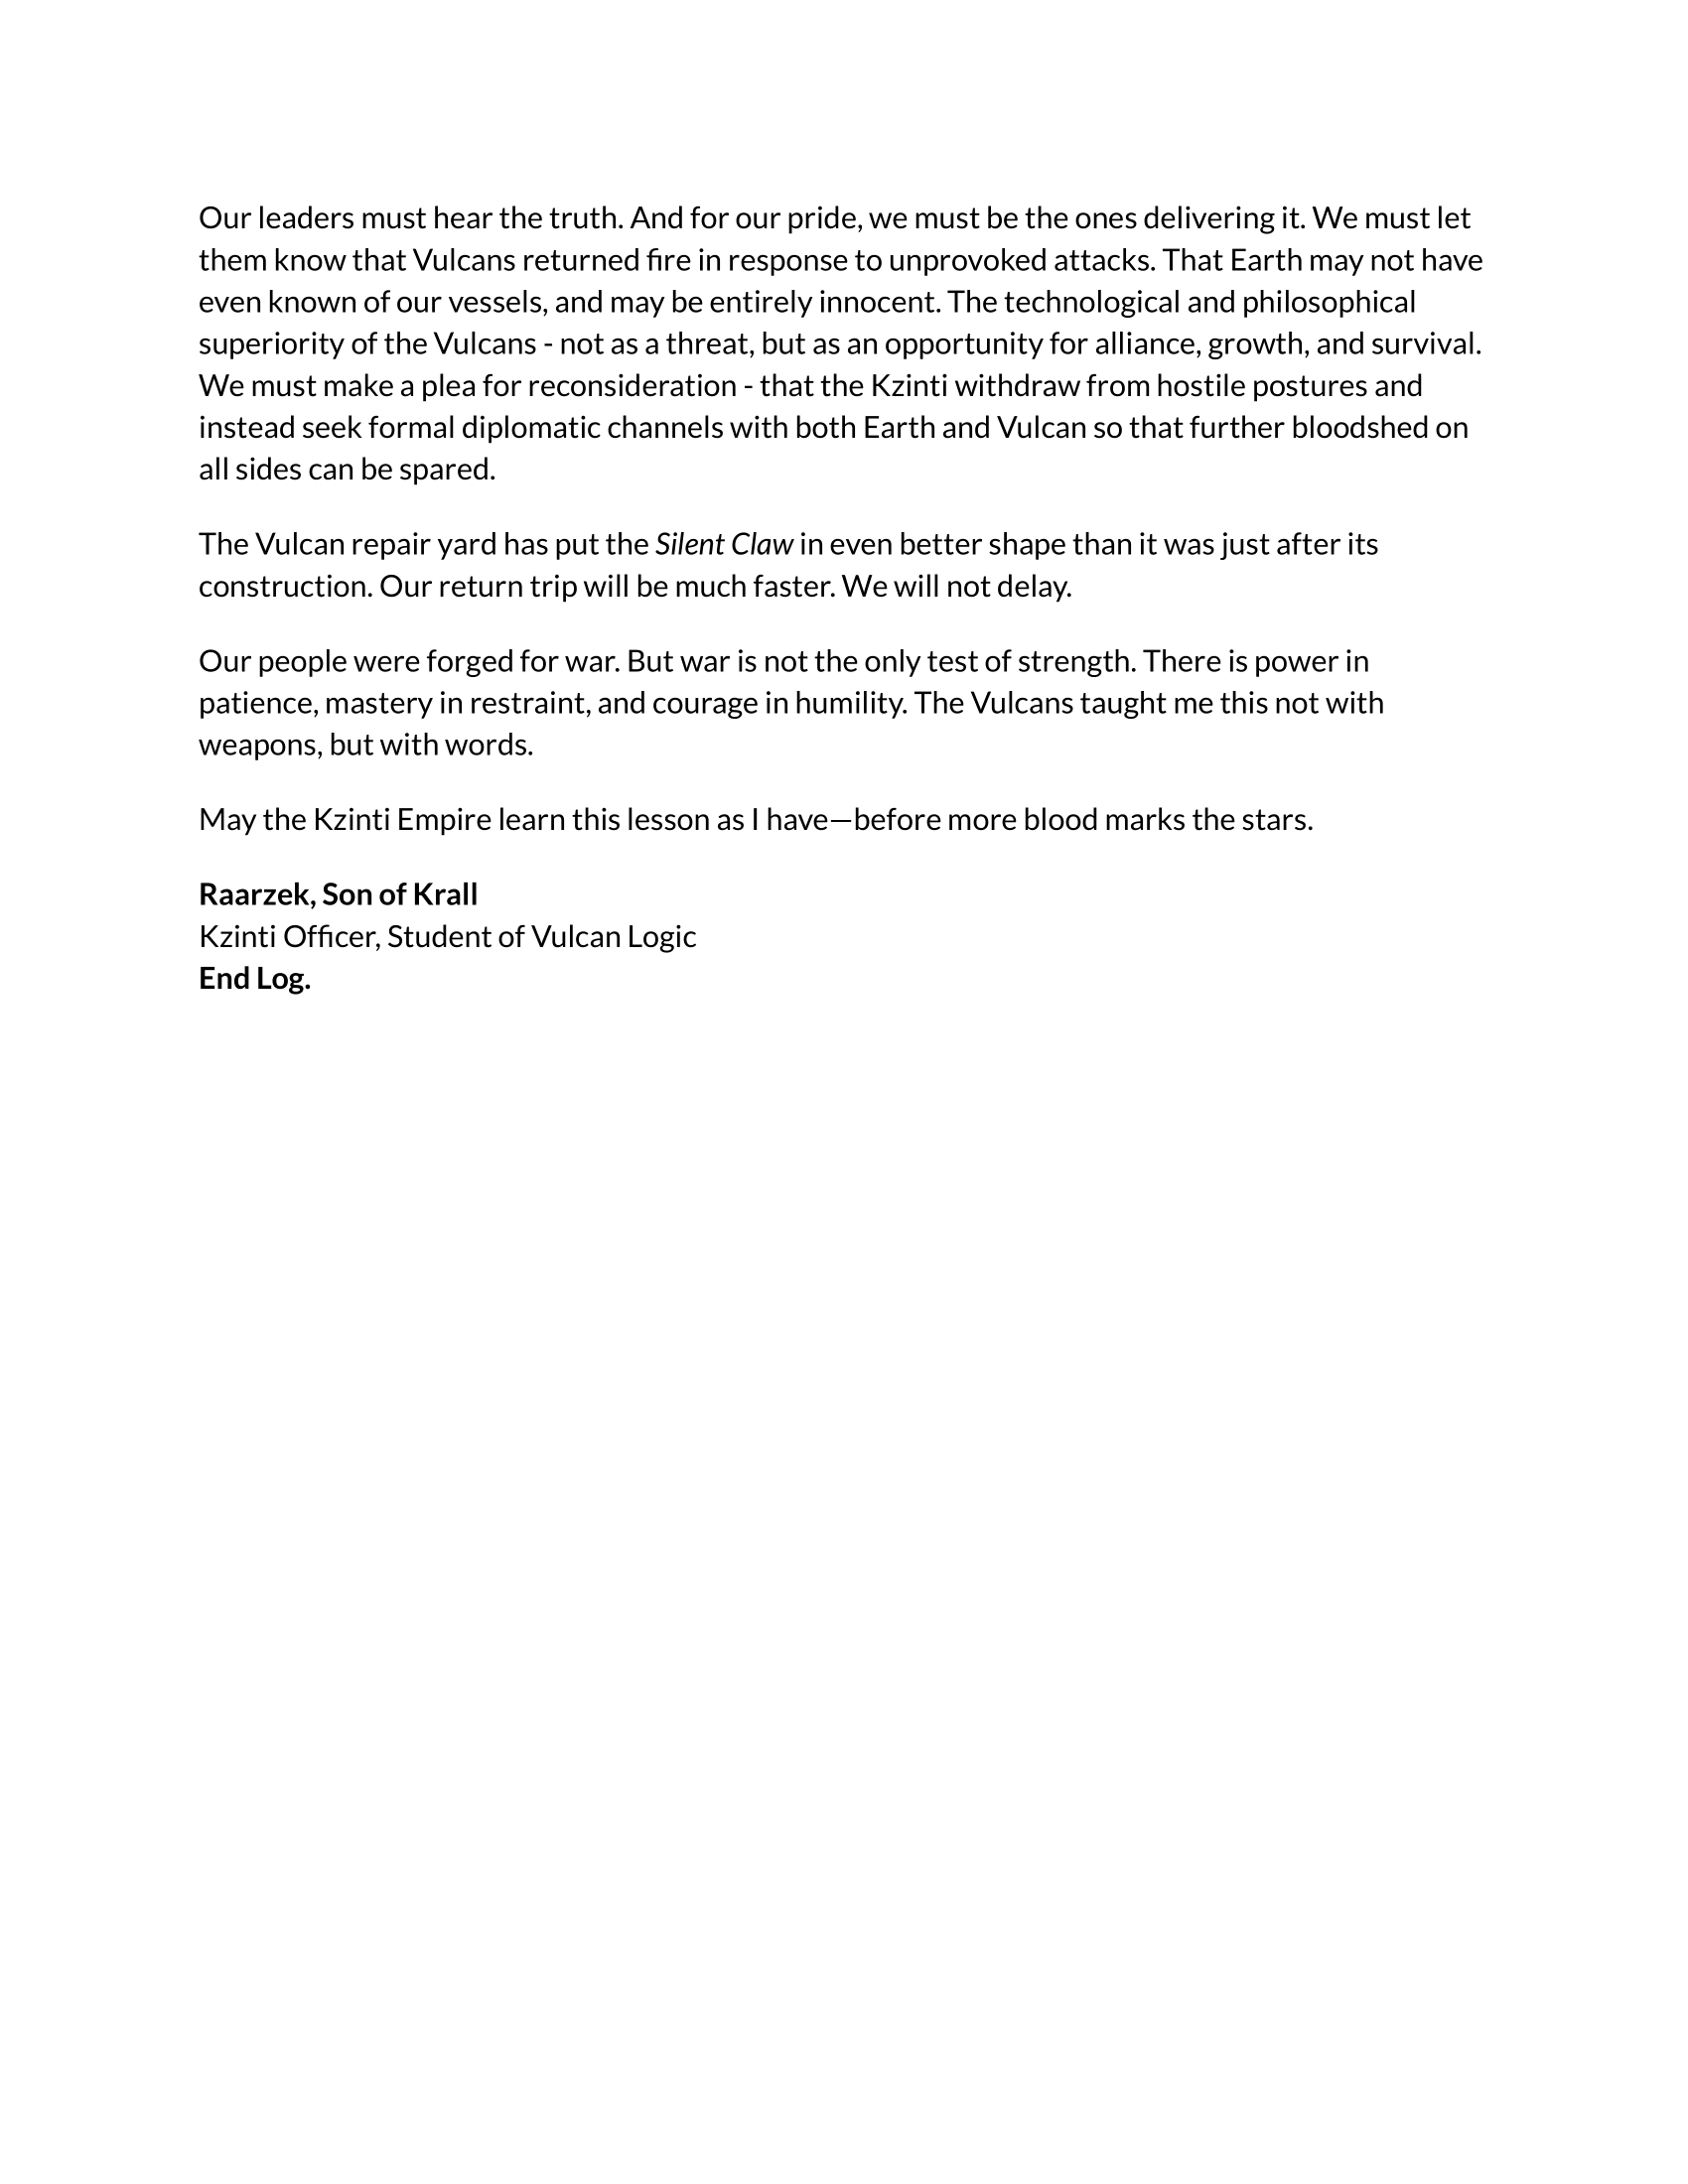 Our leaders must hear the truth. And for our pride, we must be the ones delivering it. We must let
them know that Vulcans returned fire in response to unprovoked attacks. That Earth may not have
even known of our vessels, and may be entirely innocent. The technological and philosophical
superiority of the Vulcans - not as a threat, but as an opportunity for alliance, growth, and survival.
We must make a plea for reconsideration - that the Kzinti withdraw from hostile postures and
instead seek formal diplomatic channels with both Earth and Vulcan so that further bloodshed on
all sides can be spared.
The Vulcan repair yard has put the Silent Claw in even better shape than it was just after its
construction. Our return trip will be much faster. We will not delay.
Our people were forged for war. But war is not the only test of strength. There is power in
patience, mastery in restraint, and courage in humility. The Vulcans taught me this not with
weapons, but with words.
May the Kzinti Empire learn this lesson as I have—before more blood marks the stars.
Raarzek, Son of Krall
Kzinti Officer, Student of Vulcan Logic
End Log.